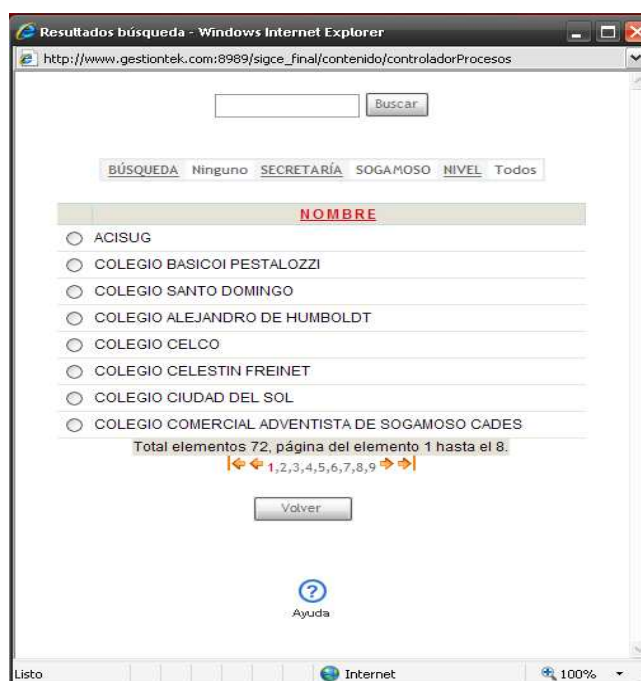 Resultados búsqueda - Windows Internet Explorer
http://www.gestiontek.com:8989/sigce_final/contenido/controladorProcesos
Buscar
BÚSQUEDA Ninguno SECRETARÍA SOGAMOSO NIVEL Todos
NOMBRE
ACISUG
COLEGIO BASICOI PESTALOZZI
COLEGIO SANTO DOMINGO
COLEGIO ALEJANDRO DE HUMBOLDT
COLEGIO CELCO
COLEGIO CELESTIN FREINET
COLEGIO CIUDAD DEL SOL
COLEGIO COMERCIAL ADVENTISTA DE SOGAMOSO CADES
Total elementos 72, página del elemento 1 hasta el 8.
1,2,3,4,5,6,7,8,9
Volver
?
Ayuda
Listo Internet 100%